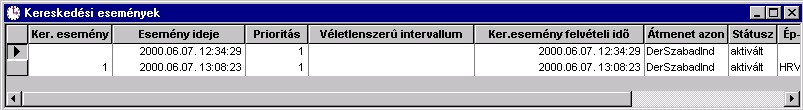 Kereskedési események
Ker. esemény Esemény ideje Prioritás Véletlenszerű intervallum Ker.esemény felvételi idő Átmenet azon Státusz Ép-
2000.06.07. 12:34:29 1 2000.06.07. 12:34:29 DerSzabadInd aktivált
1 2000.06.07. 13:08:23 1 2000.06.07. 13:08:23 DerSzabadInd aktivált HRV